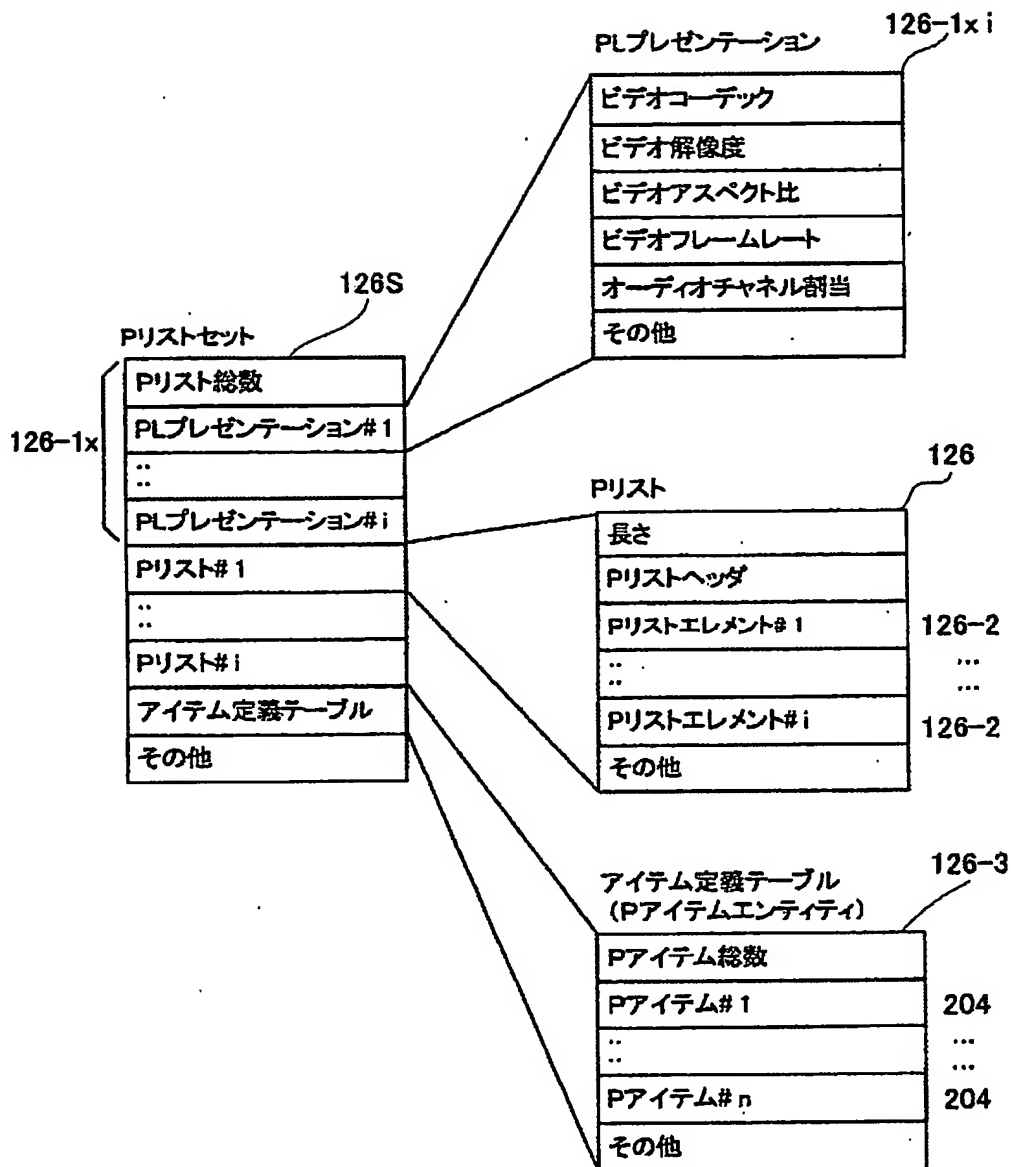 PLプレゼンテーション
126-1x i
ビデオコーデック
ビデオ解像度
ビデオアスペクト比
ビデオフレームレート
オーディオチャネル割当
その他
126S
Pリストセット
126-1x
Pリスト総数
PLプレゼンテーション#1
::
PLプレゼンテーション#i
Pリスト#1
::
Pリスト#i
アイテム定義テーブル
その他
126
Pリスト
長さ
Pリストヘッダ
Pリストエレメント#1 126-2
:: …
…
Pリストエレメント#i 126-2
その他
126-3
アイテム定義テーブル
(Pアイテムエンティティ)
Pアイテム総数
Pアイテム#1 204
:: …
…
Pアイテム#n 204
その他